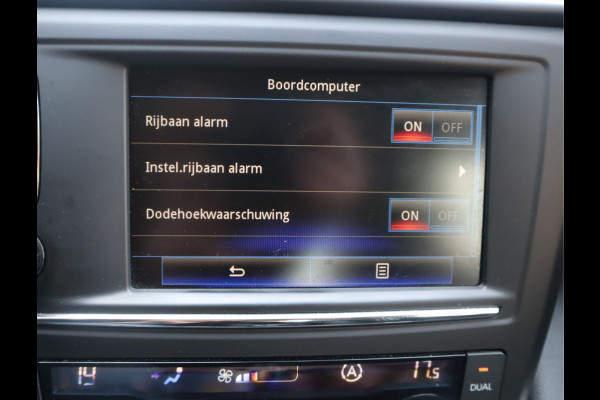 Boordcomputer
Rijbaan alarm ON OFF
Instel.rijbaan alarm
Dodehoekwaarschuwing ON OFF
14 A 17.5
DUAL